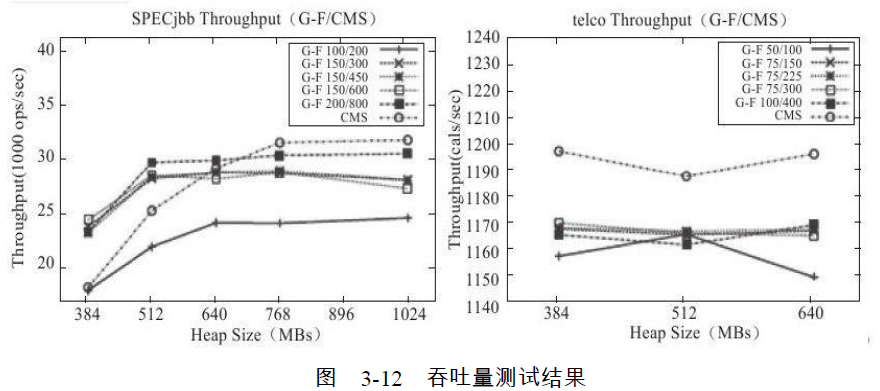 SPECjbb Throughput（G-F/CMS）
Throughput(1000 ops/sec)
40
35
30
25
20
G-F 100/200
G-F 150/300
G-F 150/450
G-F 150/600
G-F 200/800
CMS
384 512 640 768 896 1024
Heap Size（MBs）
telco Throughput（G-F/CMS）
Throughput(cals/sec)
1240
1230
1220
1210
1200
1190
1180
1170
1160
1150
1140
G-F 50/100
G-F 75/150
G-F 75/225
G-F 75/300
G-F 100/400
CMS
384 512 640
Heap Size（MBs）
图 3-12 吞吐量测试结果